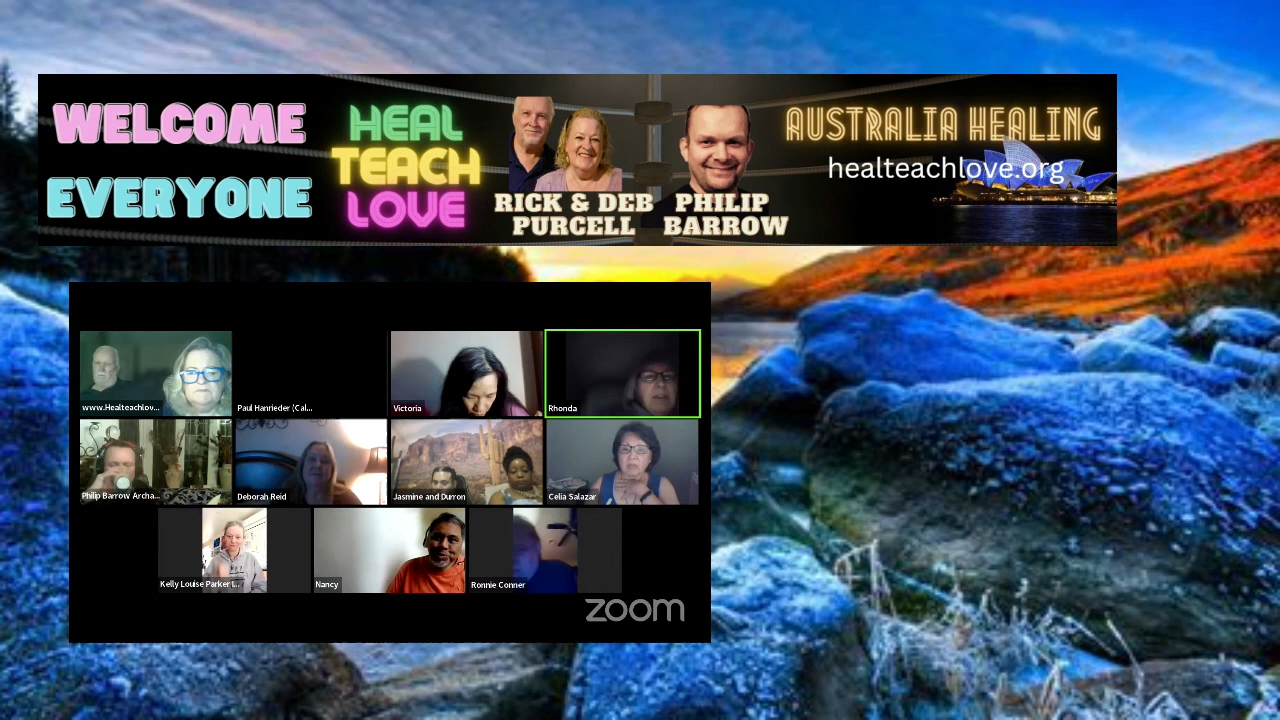 WELCOME
EVERYONE
HEAL
TEACH
LOVE
RICK & DEB
PURCELL
PHILIP
BARROW
AUSTRALIA HEALING
healteachlove.org
www.Healteachlov...
Paul Hanrieder (Cal...
Victoria
Rhonda
Philip Barrow Archa...
Deborah Reid
Jasmine and Durron
Celia Salazar
Kelly Louise Parker (...
Nancy
Ronnie Conner
zoom